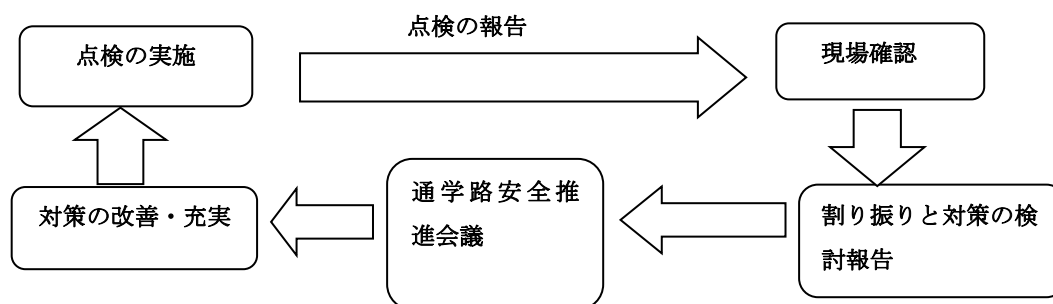 点検の実施
点検の報告
現場確認
割り振りと対策の検
討報告
通学路安全推
進会議
対策の改善・充実